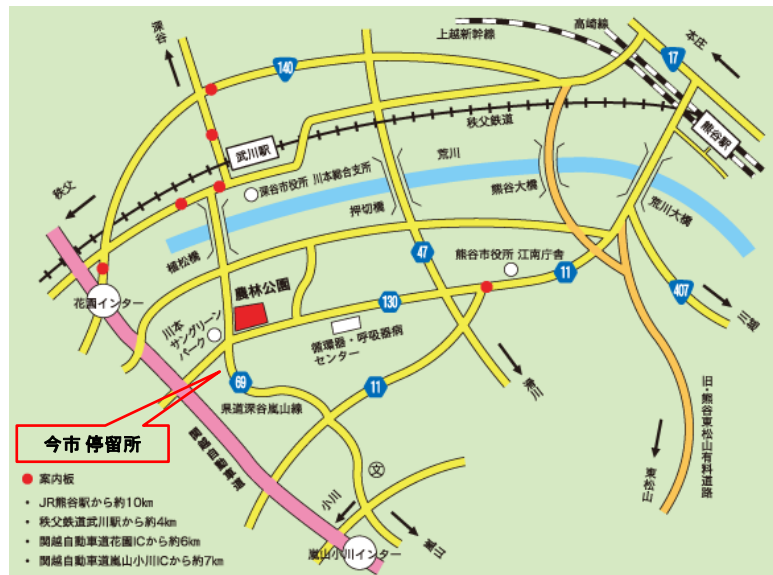 深谷
上越新幹線
高崎線
本庄
17
140
秩父鉄道
熊谷駅
武川駅
荒川
深谷市役所 川本総合支所
熊谷大橋
秩父
押切橋
荒川大橋
植松橋
47
熊谷市役所 江南庁舎
11
407
三越
花園インター
農林公園
130
川本
サングリーン
パーク
循環器・呼吸器病
センター
滑川
69
11
県道深谷嵐山線
旧・熊谷東松山有料道路
今市 停留所
関越自動車道
文
東松山
小川
嵐山
嵐山小川インター
案内板
・ JR熊谷駅から約10km
・ 秩父鉄道武川駅から約4km
・ 関越自動車道花園ICから約6km
・ 関越自動車道嵐山小川ICから約7km